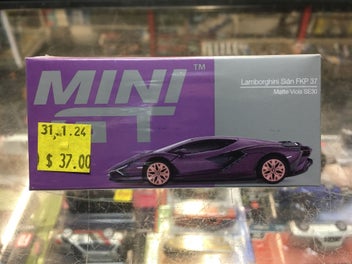 MINI
GT
TM
Lamborghini Sián FKP 37
Matte Viola SE30
31.1.24
$ 37.00